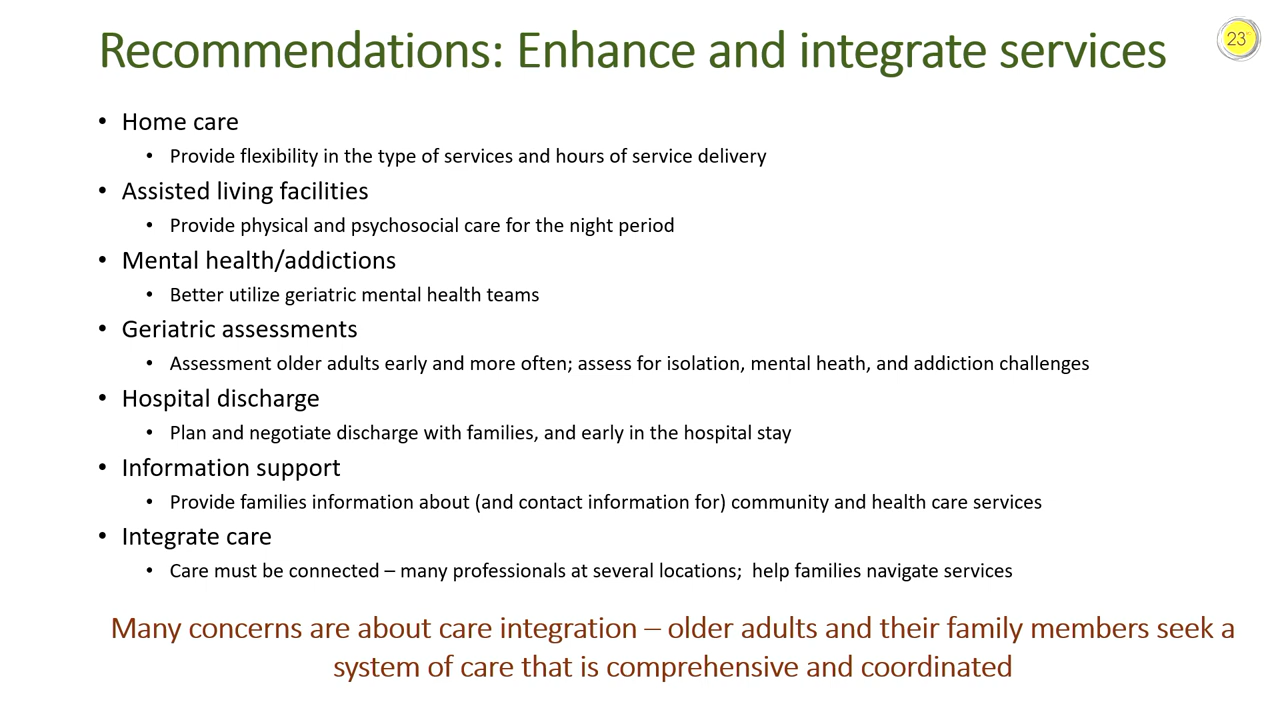 Recommendations: Enhance and integrate services
23
• Home care
• Provide flexibility in the type of services and hours of service delivery
• Assisted living facilities
• Provide physical and psychosocial care for the night period
• Mental health/addictions
• Better utilize geriatric mental health teams
• Geriatric assessments
• Assessment older adults early and more often; assess for isolation, mental heath, and addiction challenges
• Hospital discharge
• Plan and negotiate discharge with families, and early in the hospital stay
• Information support
• Provide families information about (and contact information for) community and health care services
• Integrate care
• Care must be connected – many professionals at several locations;  help families navigate services
Many concerns are about care integration – older adults and their family members seek a
system of care that is comprehensive and coordinated